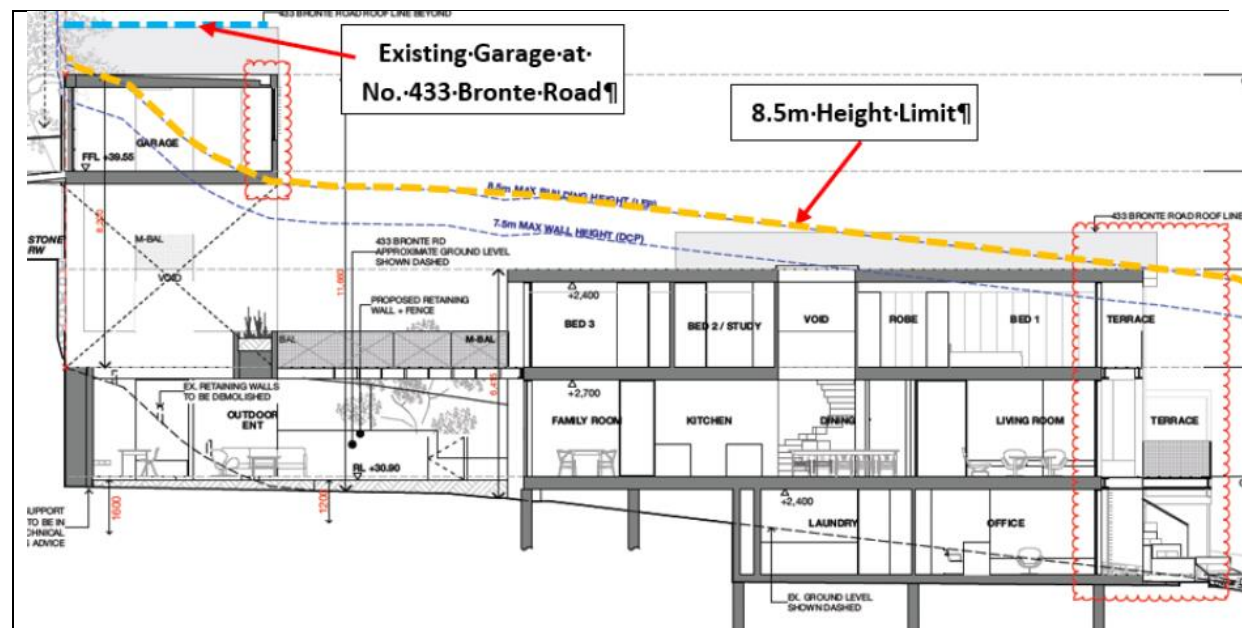 433 BRONTE ROAD ROOF LINE BEYOND
Existing·Garage·at·
No.·433·Bronte·Road¶
8.5m·Height·Limit¶
GARAGE
FFL +39.55
8.5m MAX BUILDING HEIGHT (LEP)
7.5m MAX WALL HEIGHT (DCP)
433 BRONTE ROAD ROOF LINE
STONE
RW
M-BAL
VOID
433 BRONTE RD
APPROXIMATE GROUND LEVEL
SHOWN DASHED
PROPOSED RETAINING
WALL + FENCE
+2,400
BED 3
BED 2 / STUDY
VOID
ROBE
BED 1
TERRACE
BAL
M-BAL
EX. RETAINING WALLS
TO BE DEMOLISHED
OUTDOOR
ENT
+2,700
FAMILY ROOM
KITCHEN
DINING
LIVING ROOM
TERRACE
RL +30.90
1600
1200
+2,400
LAUNDRY
OFFICE
SUPPORT
TO BE IN
CHNICAL
S ADVICE
EX. GROUND LEVEL
SHOWN DASHED